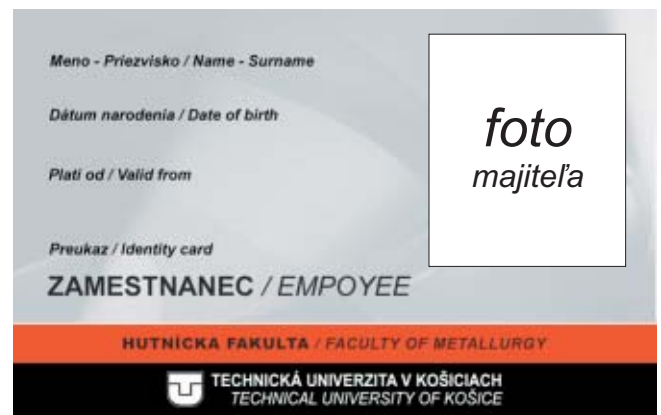 Meno - Priezvisko / Name - Surname
Dátum narodenia / Date of birth
Platí od / Valid from
Preukaz / Identity card
ZAMESTNANEC / EMPOYEE
foto
majiteľa
HUTNÍCKA FAKULTA / FACULTY OF METALLURGY
TECHNICKÁ UNIVERZITA V KOŠICIACH
TECHNICAL UNIVERSITY OF KOŠICE